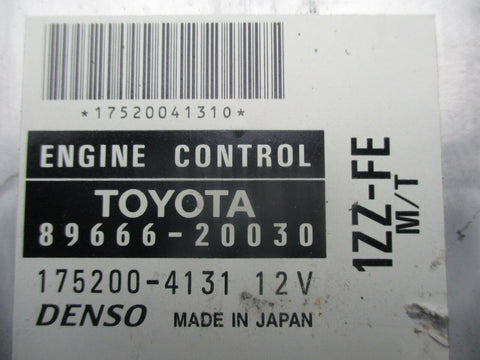 *17520041310*
ENGINE CONTROL
TOYOTA
89666-20030
175200-4131 12V
DENSO MADE IN JAPAN
1ZZ-FE
M/T